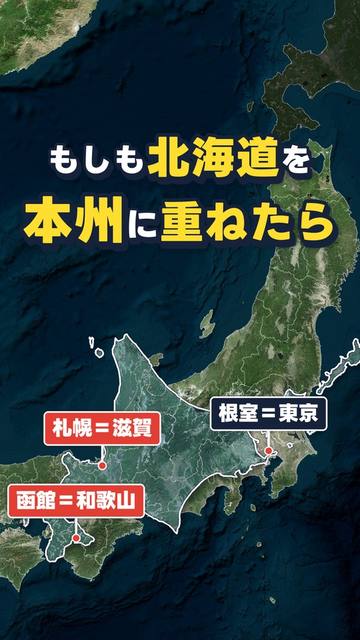 もしも北海道を
本州に重ねたら
根室＝東京
札幌＝滋賀
函館＝和歌山